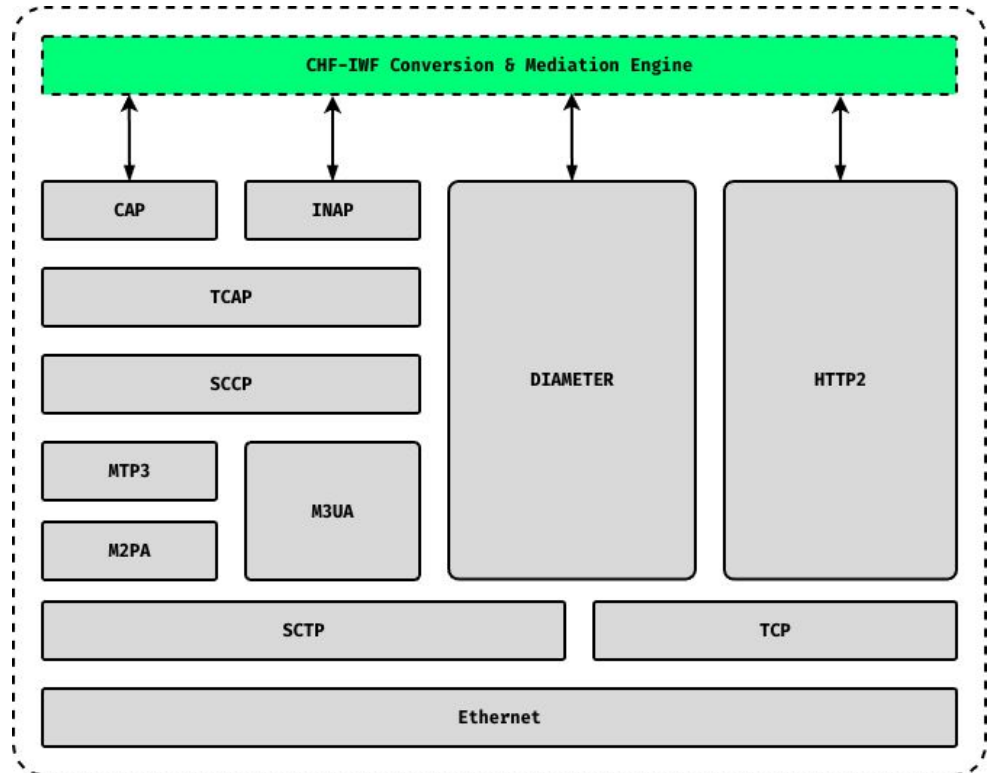 CHF-IWF Conversion & Mediation Engine
CAP
INAP
TCAP
SCCP
DIAMETER
HTTP2
MTP3
M3UA
M2PA
SCTP
TCP
Ethernet